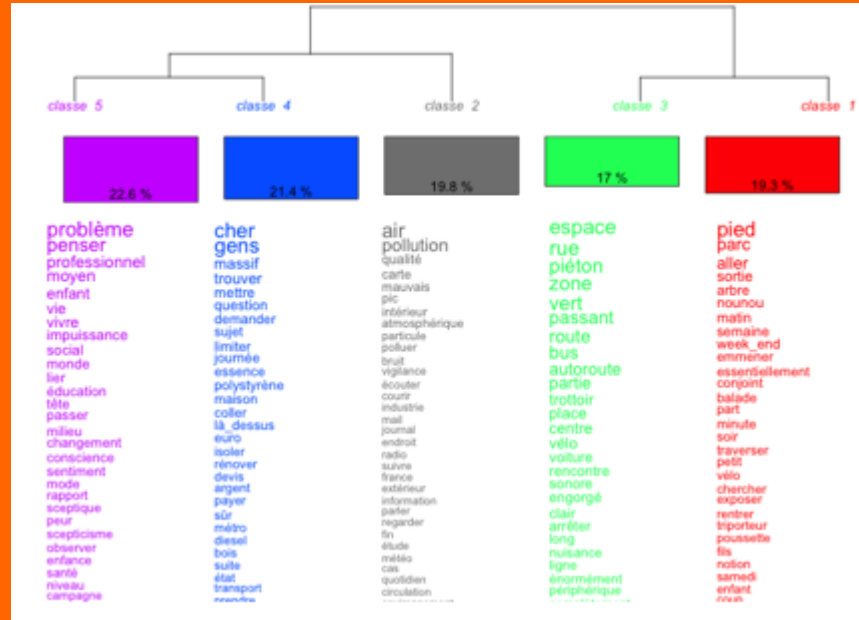 classe 5
classe 4
classe 2
classe 3
classe 1
22.6 %
21.4 %
19.8 %
17 %
19.3 %
problème
penser
professionnel
moyen
enfant
vie
vivre
impuissance
social
monde
lier
éducation
tête
passer
milieu
changement
conscience
sentiment
mode
rapport
sceptique
peur
scepticisme
observer
enfance
santé
niveau
campagne
cher
gens
massif
trouver
mettre
question
demander
sujet
limiter
journée
essence
polystyrène
maison
coller
là_dessus
euro
isoler
rénover
devis
argent
payer
sûr
métro
diesel
bois
suite
état
transport
prendre
air
pollution
qualité
carte
mauvais
pic
intérieur
atmosphérique
particule
polluer
bruit
vigilance
écouter
courir
industrie
mail
journal
endroit
radio
suivre
france
extérieur
information
parler
regarder
fin
étude
météo
cas
quotidien
circulation
espace
rue
piéton
zone
vert
passant
route
bus
autoroute
partie
trottoir
place
centre
vélo
voiture
rencontre
sonore
engorgé
clair
arrêter
long
nuisance
ligne
énormément
périphérique
pied
parc
aller
sortie
arbre
nounou
matin
semaine
week_end
emmener
essentiellement
conjoint
balade
part
minute
soir
traverser
petit
vélo
chercher
exposer
rentrer
triporteur
poussette
fils
notion
samedi
enfant
coup